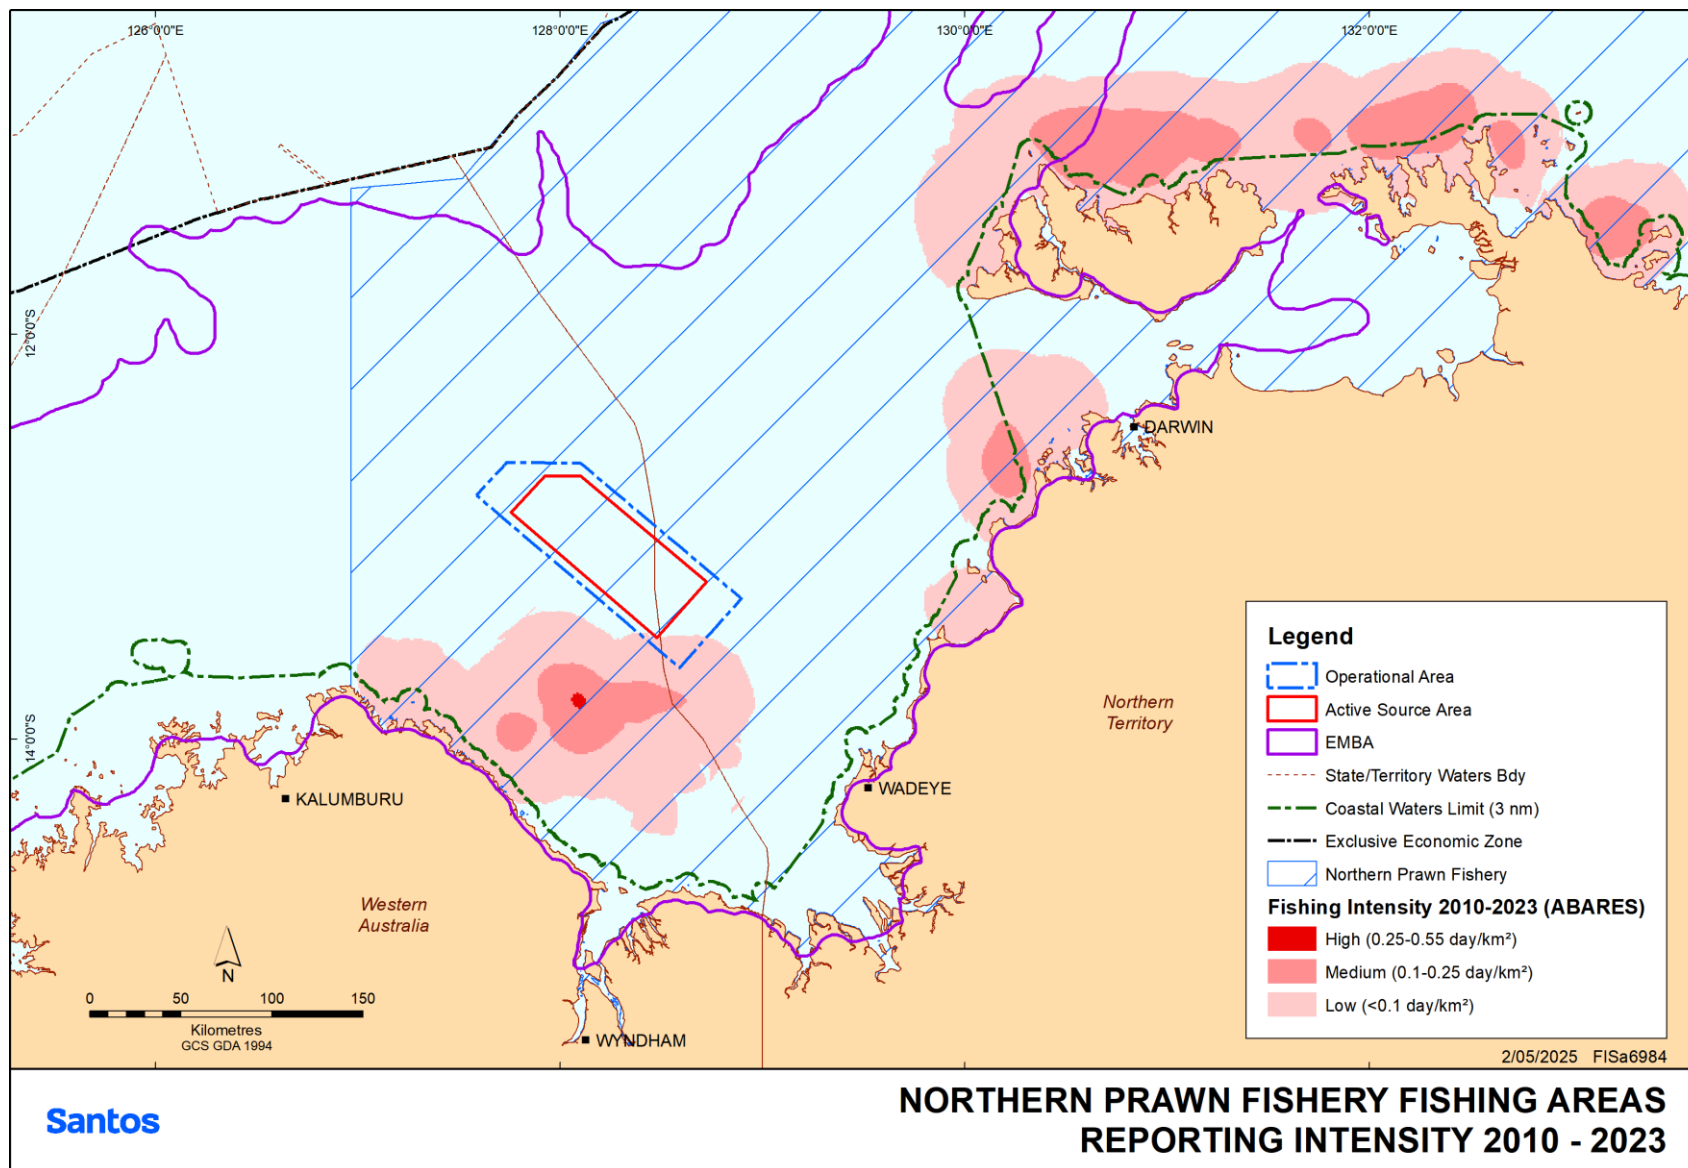 126°0'0"E
128°0'0"E
130°0'0"E
132°0'0"E
12°0'0"S
14°0'0"S
DARWIN
Northern
Territory
WADEYE
KALUMBURU
Western
Australia
WYNDHAM
N
0 50 100 150
Kilometres
GCS GDA 1994
Legend
Operational Area
Active Source Area
EMBA
State/Territory Waters Bdy
Coastal Waters Limit (3 nm)
Exclusive Economic Zone
Northern Prawn Fishery
Fishing Intensity 2010-2023 (ABARES)
High (0.25-0.55 day/km²)
Medium (0.1-0.25 day/km²)
Low (<0.1 day/km²)
2/05/2025 FISa6984
Santos
NORTHERN PRAWN FISHERY FISHING AREAS
REPORTING INTENSITY 2010 - 2023